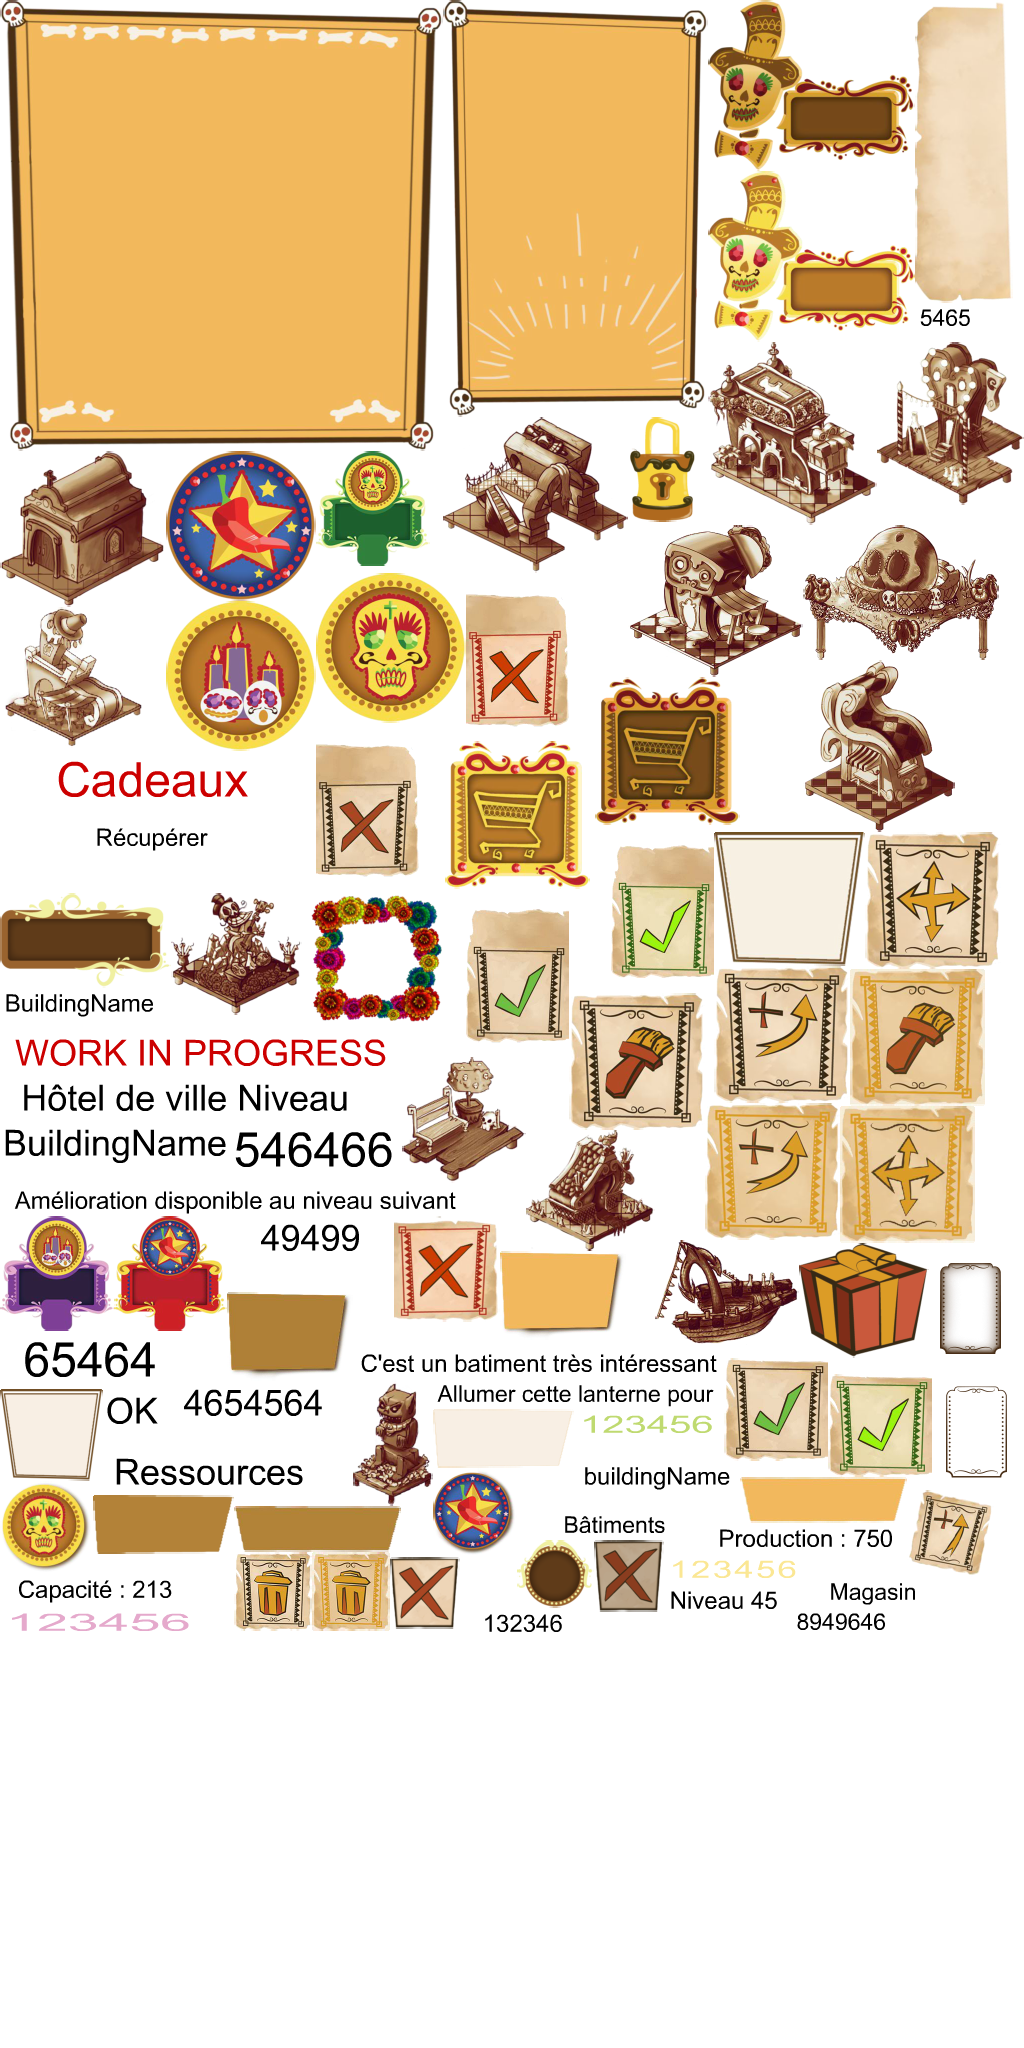 5465
Cadeaux
Récupérer
BuildingName
WORK IN PROGRESS
Hôtel de ville Niveau
BuildingName
546466
Amélioration disponible au niveau suivant
49499
65464
C'est un batiment très intéressant
Allumer cette lanterne pour
4654564
OK
123456
Ressources
buildingName
Bâtiments
Production : 750
123456
Capacité : 213
Niveau 45
Magasin
123456
132346
8949646